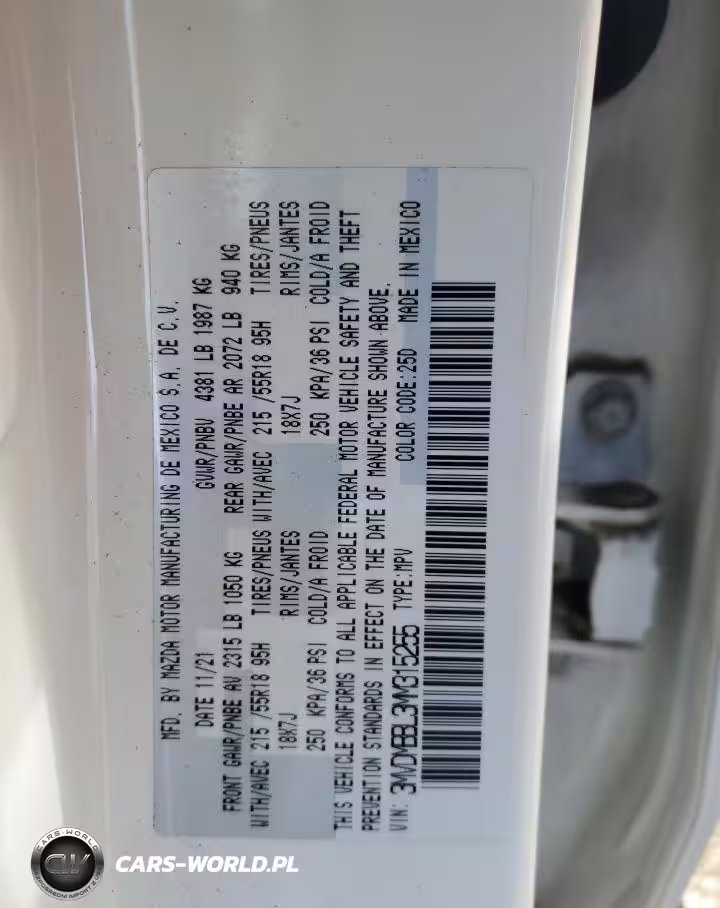 MFD. BY MAZDA MOTOR MANUFACTURING DE MEXICO S.A. DE C.V.
DATE 11/21 GVWR/PNBV 4381 LB 1987 KG
FRONT GAWR/PNBE AV 2315 LB 1050 KG REAR GAWR/PNBE AR 2072 LB 940 KG
WITH/AVEC 215 /55R18 95H TIRES/PNEUS WITH/AVEC 215 /55R18 95H TIRES/PNEUS
18X7J RIMS/JANTES 18X7J RIMS/JANTES
250 KPA/36 PSI COLD/A FROID 250 KPA/36 PSI COLD/A FROID
THIS VEHICLE CONFORMS TO ALL APPLICABLE FEDERAL MOTOR VEHICLE SAFETY AND THEFT
PREVENTION STANDARDS IN EFFECT ON THE DATE OF MANUFACTURE SHOWN ABOVE.
VIN: 3MVDMBBL3MM315255 TYPE:MPV COLOR CODE:25D MADE IN MEXICO
CARS-WORLD
CW
CARS-WORLD.PL